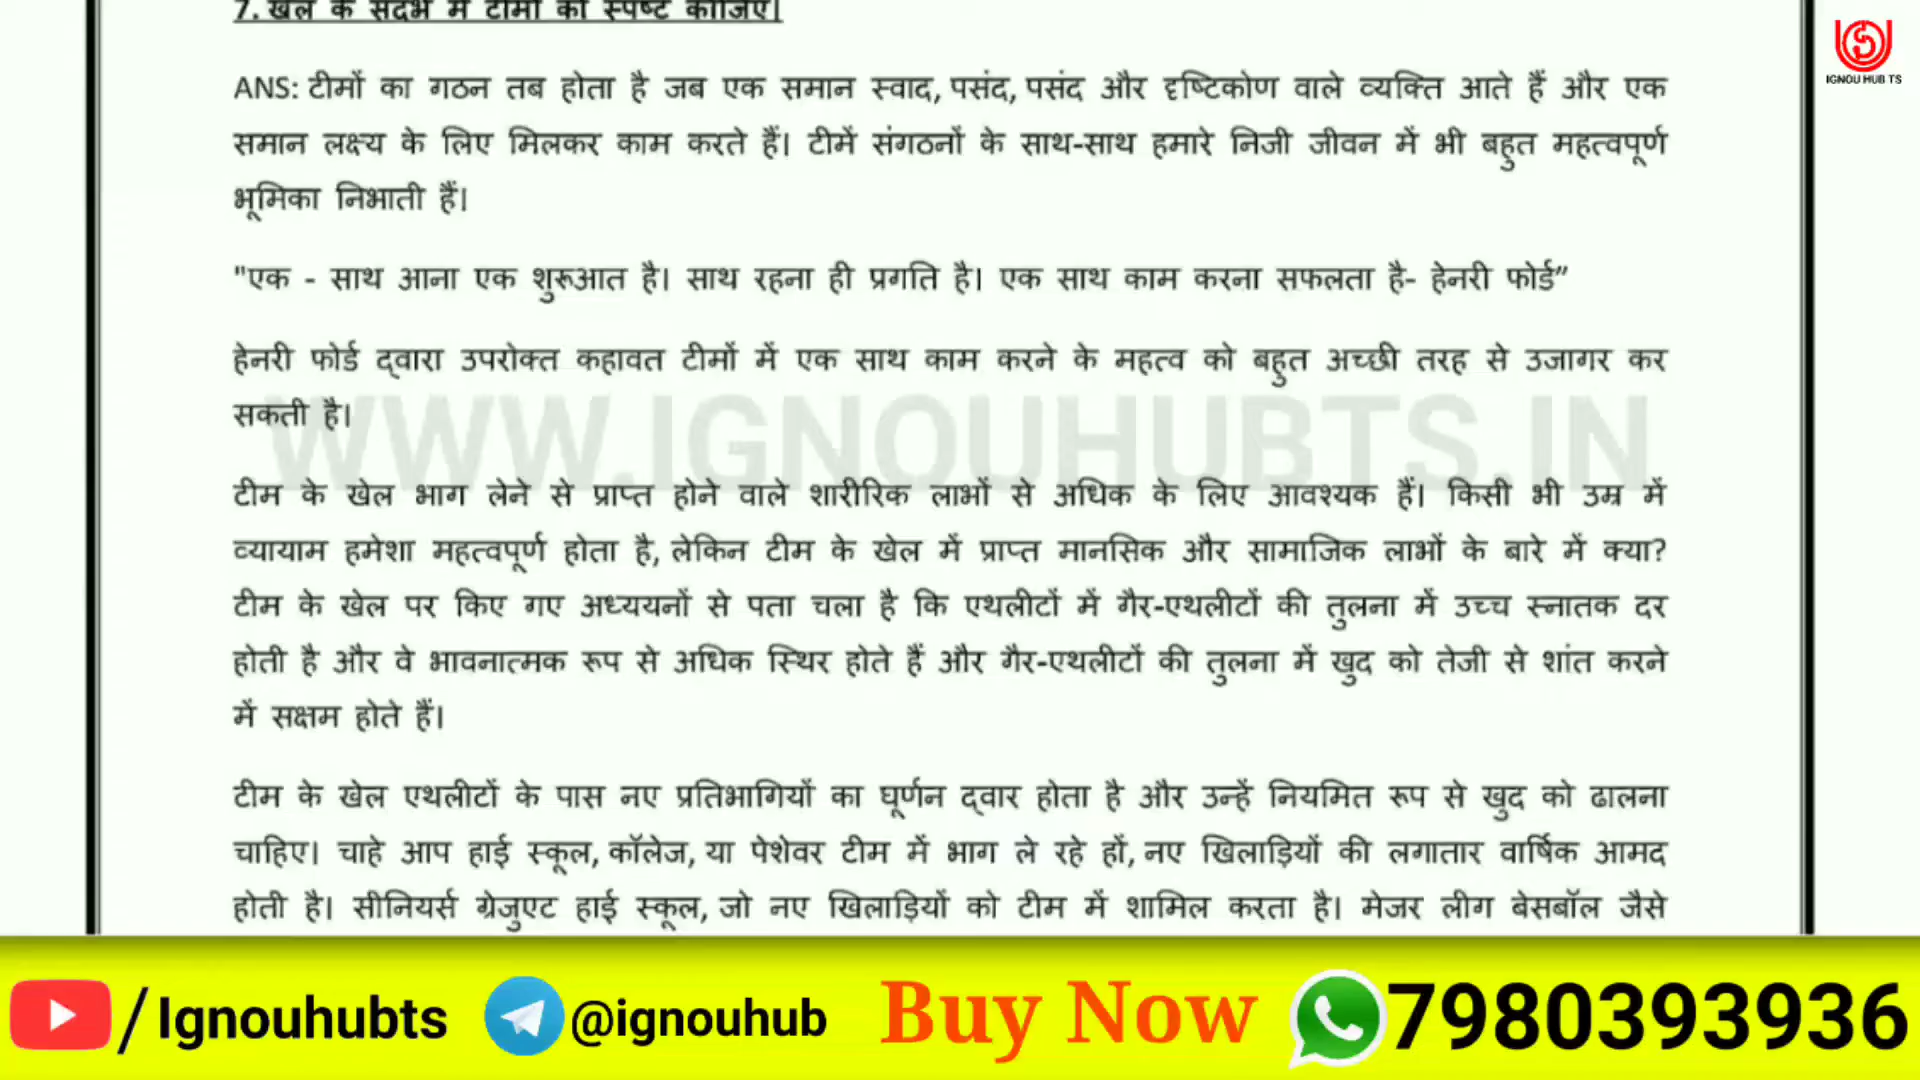 7. खेल के संदर्भ में टीमों को स्पष्ट कीजिए।
IGNOU HUB TS
ANS: टीमों का गठन तब होता है जब एक समान स्वाद, पसंद, पसंद और दृष्टिकोण वाले व्यक्ति आते हैं और एक
समान लक्ष्य के लिए मिलकर काम करते हैं। टीमें संगठनों के साथ-साथ हमारे निजी जीवन में भी बहुत महत्वपूर्ण
भूमिका निभाती हैं।
"एक - साथ आना एक शुरूआत है। साथ रहना ही प्रगति है। एक साथ काम करना सफलता है- हेनरी फोर्ड”
हेनरी फोर्ड द्वारा उपरोक्त कहावत टीमों में एक साथ काम करने के महत्व को बहुत अच्छी तरह से उजागर कर
सकती है।
WWW.IGNOUHUBTS.IN
टीम के खेल भाग लेने से प्राप्त होने वाले शारीरिक लाभों से अधिक के लिए आवश्यक हैं। किसी भी उम्र में
व्यायाम हमेशा महत्वपूर्ण होता है, लेकिन टीम के खेल में प्राप्त मानसिक और सामाजिक लाभों के बारे में क्या?
टीम के खेल पर किए गए अध्ययनों से पता चला है कि एथलीटों में गैर-एथलीटों की तुलना में उच्च स्नातक दर
होती है और वे भावनात्मक रूप से अधिक स्थिर होते हैं और गैर-एथलीटों की तुलना में खुद को तेजी से शांत करने
में सक्षम होते हैं।
टीम के खेल एथलीटों के पास नए प्रतिभागियों का घूर्णन द्वार होता है और उन्हें नियमित रूप से खुद को ढालना
चाहिए। चाहे आप हाई स्कूल, कॉलेज, या पेशेवर टीम में भाग ले रहे हों, नए खिलाड़ियों की लगातार वार्षिक आमद
होती है। सीनियर्स ग्रेजुएट हाई स्कूल, जो नए खिलाड़ियों को टीम में शामिल करता है। मेजर लीग बेसबॉल जैसे
/Ignouhubts @ignouhub Buy Now 7980393936